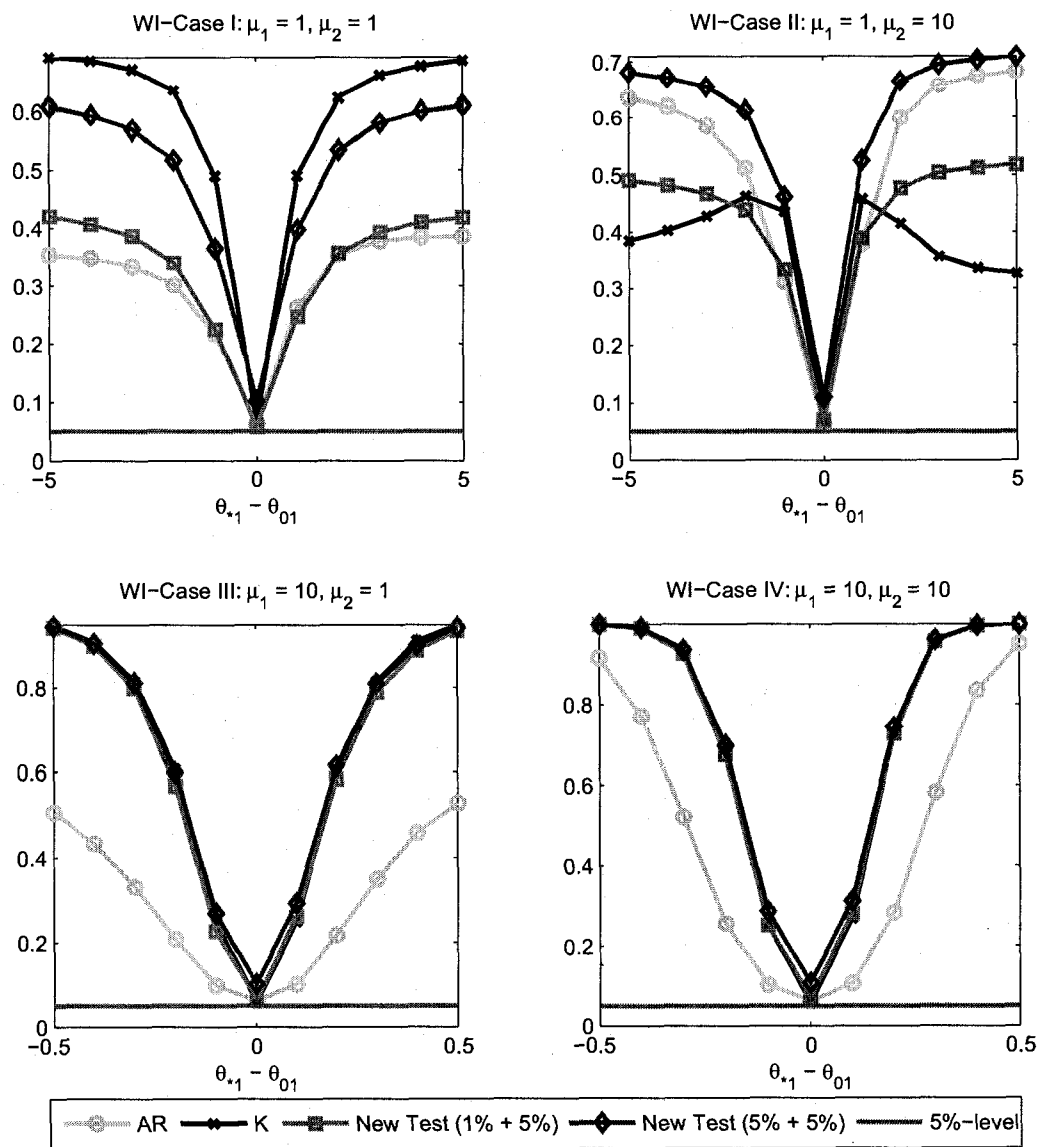 WI−Case I: μ1 = 1, μ2 = 1
0.6
0.5
0.4
0.3
0.2
0.1
0
−5
0
5
θ*1 − θ01
WI−Case II: μ1 = 1, μ2 = 10
0.7
0.6
0.5
0.4
0.3
0.2
0.1
0
−5
0
5
θ*1 − θ01
WI−Case III: μ1 = 10, μ2 = 1
0.8
0.6
0.4
0.2
0
−0.5
0
0.5
θ*1 − θ01
WI−Case IV: μ1 = 10, μ2 = 10
0.8
0.6
0.4
0.2
0
−0.5
0
0.5
θ*1 − θ01
AR
K
New Test (1% + 5%)
New Test (5% + 5%)
5%−level